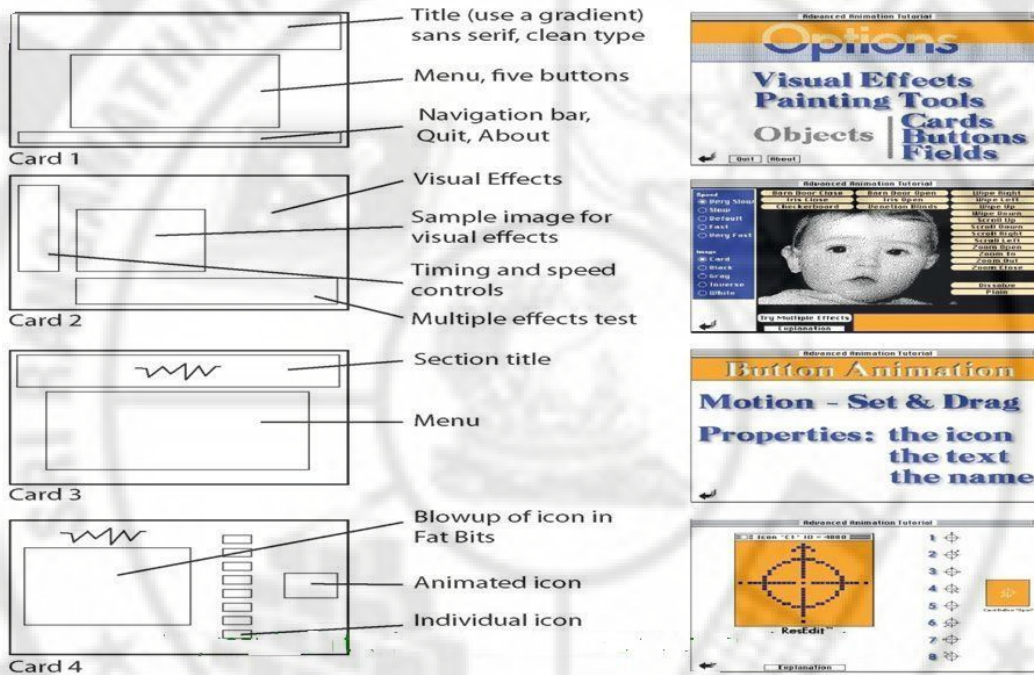 Title (use a gradient)
sans serif, clean type
Menu, five buttons
Navigation bar,
Quit, About
Card 1
Visual Effects
Sample image for
visual effects
Timing and speed
controls
Multiple effects test
Card 2
Section title
Menu
Card 3
Blowup of icon in
Fat Bits
Animated icon
Individual icon
Card 4
Advanced Animation Tutorial
Options
Visual Effects
Painting Tools
Objects
Cards
Buttons
Fields
Quit About
Advanced Animation Tutorial
Speed
Very Slow
Slow
Default
Fast
Very Fast
Image
Card
Black
Gray
Inverse
White
Barn Door Close Barn Door Open Wipe Right
Iris Close Iris Open Wipe Left
Checkerboard Venetian Blinds Wipe Up
Wipe Down
Scroll Up
Scroll Down
Scroll Right
Scroll Left
Zoom Open
Zoom In
Zoom Out
Zoom Close
Dissolve
Plain
Try Multiple Effects
Explanation
Advanced Animation Tutorial
Button Animation
Motion - Set & Drag
Properties: the icon
the text
the name
Advanced Animation Tutorial
ResEdit™
1
2
3
4
5
6
7
8
Explanation